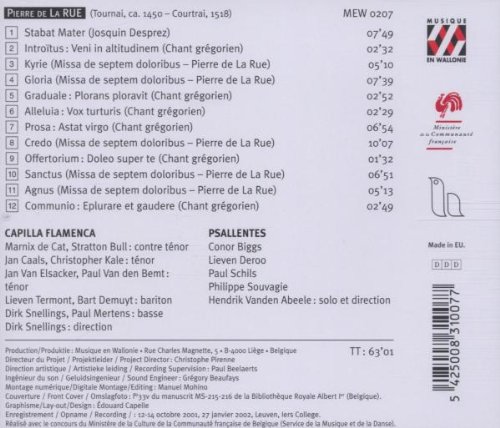 PIERRE DE LA RUE (Tournai, ca. 1450 – Courtrai, 1518) MEW 0207
1 Stabat Mater (Josquin Desprez) 07'49
2 Introïtus : Veni in altitudinem (Chant grégorien) 02'32
3 Kyrie (Missa de septem doloribus – Pierre de La Rue) 05'10
4 Gloria (Missa de septem doloribus – Pierre de La Rue) 07'39
5 Graduale : Plorans ploravit (Chant grégorien) 02'52
6 Alleluia : Vox turturis (Chant grégorien) 02'29
7 Prosa : Astat virgo (Chant grégorien) 06'54
8 Credo (Missa de septem doloribus – Pierre de La Rue) 10'07
9 Offertorium : Doleo super te (Chant grégorien) 01'32
10 Sanctus (Missa de septem doloribus – Pierre de La Rue) 06'51
11 Agnus (Missa de septem doloribus – Pierre de La Rue) 05'13
12 Communio : Eplurare et gaudere (Chant grégorien) 02'49
MUSIQUE
EN WALLONIE
Ministère
de la Communauté
française
Made in EU.
DDD
CAPILLA FLAMENCA
Marnix de Cat, Stratton Bull : contre ténor
Jan Caals, Christopher Kale : ténor
Jan Van Elsacker, Paul Van den Bemt :
ténor
Lieven Termont, Bart Demuyt : bariton
Dirk Snellings, Paul Mertens : basse
Dirk Snellings : direction
PSALLENTES
Conor Biggs
Lieven Deroo
Paul Schils
Philippe Souvagie
Hendrik Vanden Abeele : solo et direction
TT : 63'01
Production/Produktie : Musique en Wallonie • Rue Charles Magnette, 5 • B-4000 Liège • Belgique
Directeur du Projet / Projektleider / Project Director : Christophe Pirenne
Direction artistique / Artistieke leiding / Recording Supervision : Paul Beelaerts
Ingénieur du son / Geluidsingenieur / Sound Engineer : Grégory Beaufays
Montage numérique/Digitale Montage/Editing : Manuel Mohino
Couverture / Front Cover / Omslagfoto : F°33v du manuscrit MS-215-216 de la Bibliothèque Royale Albert Iᵉʳ (Belgique).
Graphisme/Lay-out/Design : Édouard Capelle
Enregistrement / Opname / Recording / : 12-14 octobre 2001, 27 janvier 2002, Leuven, Iers College.
Réalisé avec le concours du Ministère de la Culture de la Communauté française de Belgique (Service de la Musique et de la Danse).
5 425008 310077